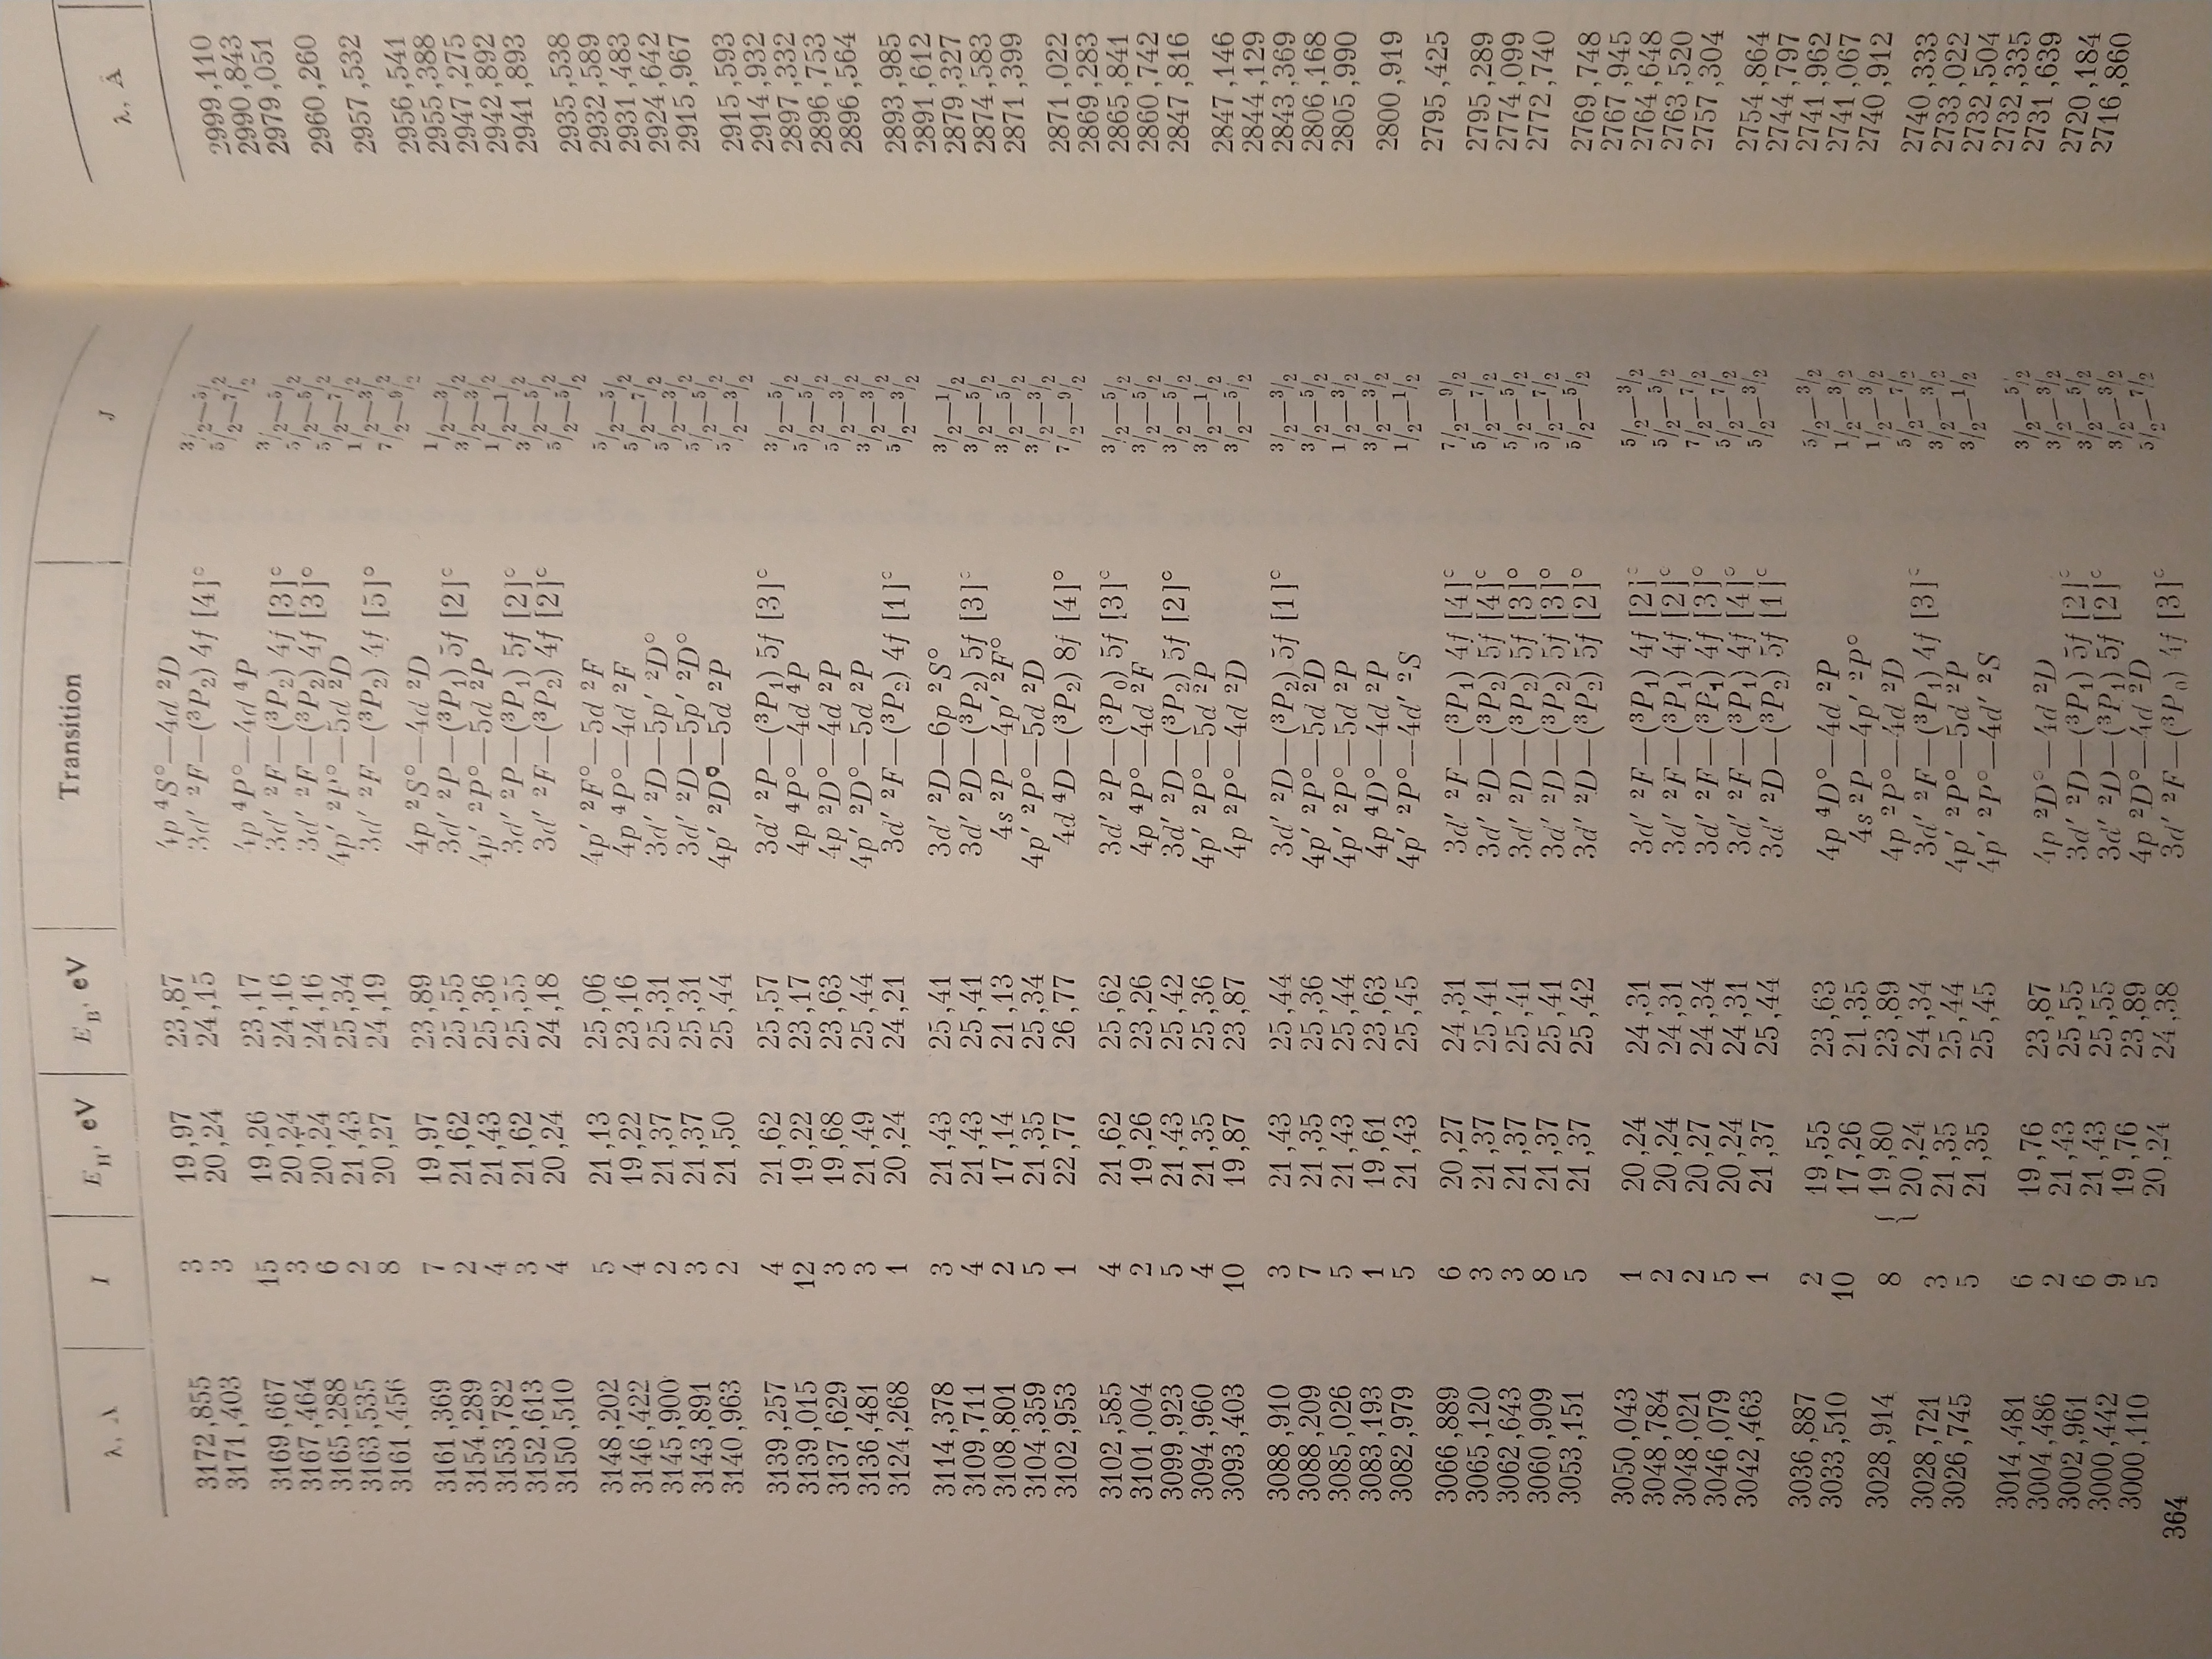 λ, Å I E_H, eV E_B, eV Transition J
3172,855 3 19,97 23,87 4p ⁴S°—4d ²D 3/2—5/2
3171,403 3 20,24 24,15 3d′ ²F—(³P₂) 4f [4]° 5/2—7/2
3169,667 15 19,26 23,17 4p ⁴P°—4d ⁴P 3/2—5/2
3167,464 3 20,24 24,16 3d′ ²F—(³P₂) 4f [3]° 5/2—5/2
3165,288 6 20,24 24,16 3d′ ²F—(³P₂) 4f [3]° 5/2—7/2
3163,535 2 21,43 25,34 4p′ ²P°—5d ²D 1/2—3/2
3161,456 8 20,27 24,19 3d′ ²F—(³P₂) 4f [5]° 7/2—9/2
3161,369 7 19,97 23,89 4p ²S°—4d ²D 1/2—3/2
3154,289 2 21,62 25,55 3d′ ²P—(³P₁) 5f [2]° 3/2—3/2
3153,782 4 21,43 25,36 4p′ ²P°—5d ²P 1/2—1/2
3152,613 3 21,62 25,55 3d′ ²P—(³P₁) 5f [2]° 3/2—5/2
3150,510 4 20,24 24,18 3d′ ²F—(³P₂) 4f [2]° 5/2—5/2
3148,202 5 21,13 25,06 4p′ ²F°—5d ²F 5/2—5/2
3146,422 4 19,22 23,16 4p ⁴P°—4d ²F 5/2—7/2
3145,900 2 21,37 25,31 3d′ ²D—5p′ ²D° 5/2—3/2
3143,891 3 21,37 25,31 3d′ ²D—5p′ ²D° 5/2—5/2
3140,963 2 21,50 25,44 4p′ ²D°—5d ²P 5/2—3/2
3139,257 4 21,62 25,57 3d′ ²P—(³P₁) 5f [3]° 3/2—5/2
3139,015 12 19,22 23,17 4p ⁴P°—4d ⁴P 5/2—5/2
3137,629 3 19,68 23,63 4p ²D°—4d ²P 5/2—3/2
3136,481 3 21,49 25,44 4p′ ²D°—5d ²P 3/2—3/2
3124,268 1 20,24 24,21 3d′ ²F—(³P₂) 4f [1]° 5/2—3/2
3114,378 3 21,43 25,41 3d′ ²D—6p ²S° 3/2—1/2
3109,711 4 21,43 25,41 3d′ ²D—(³P₂) 5f [3]° 3/2—5/2
3108,801 2 17,14 21,13 4s ²P—4p′ ²F° 3/2—5/2
3104,359 5 21,35 25,34 4p′ ²P°—5d ²D 3/2—3/2
3102,953 1 22,77 26,77 4d ⁴D—(³P₂) 8f [4]° 7/2—9/2
3102,585 4 21,62 25,62 3d′ ²P—(³P₀) 5f [3]° 3/2—5/2
3101,004 2 19,26 23,26 4p ⁴P°—4d ²F 3/2—5/2
3099,923 5 21,43 25,42 3d′ ²D—(³P₂) 5f [2]° 3/2—5/2
3094,960 4 21,35 25,36 4p′ ²P°—5d ²P 3/2—1/2
3093,403 10 19,87 23,87 4p ²P°—4d ²D 3/2—5/2
3088,910 3 21,43 25,44 3d′ ²D—(³P₂) 5f [1]° 3/2—3/2
3088,209 7 21,35 25,36 4p′ ²P°—5d ²D 3/2—5/2
3085,026 5 21,43 25,44 4p′ ²P°—5d ²P 1/2—3/2
3083,193 1 19,61 23,63 4p ⁴D°—4d ²P 3/2—3/2
3082,979 5 21,43 25,45 4p′ ²P°—4d′ ²S 1/2—1/2
3066,889 6 20,27 24,31 3d′ ²F—(³P₁) 4f [4]° 7/2—9/2
3065,120 3 21,37 25,41 3d′ ²D—(³P₂) 5f [4]° 5/2—7/2
3062,643 3 21,37 25,41 3d′ ²D—(³P₂) 5f [3]° 5/2—5/2
3060,909 8 21,37 25,41 3d′ ²D—(³P₂) 5f [3]° 5/2—7/2
3053,151 5 21,37 25,42 3d′ ²D—(³P₂) 5f [2]° 5/2—5/2
3050,043 1 20,24 24,31 3d′ ²F—(³P₁) 4f [2]° 5/2—3/2
3048,784 2 20,24 24,31 3d′ ²F—(³P₁) 4f [2]° 5/2—5/2
3048,021 2 20,27 24,34 3d′ ²F—(³P₁) 4f [3]° 7/2—7/2
3046,079 5 20,24 24,31 3d′ ²F—(³P₁) 4f [4]° 5/2—7/2
3042,463 1 21,37 25,44 3d′ ²D—(³P₂) 5f [1]° 5/2—3/2
3036,887 2 19,55 23,63 4p ⁴D°—4d ²P 5/2—3/2
3033,510 10 17,26 21,35 4s ²P—4p′ ²P° 1/2—3/2
3028,914 8 { 19,80 23,89 4p ²P°—4d ²D 1/2—3/2
20,24 24,34 3d′ ²F—(³P₁) 4f [3]° 5/2—7/2
3028,721 3 21,35 25,44 4p′ ²P°—5d ²P 3/2—3/2
3026,745 5 21,35 25,45 4p′ ²P°—4d′ ²S 3/2—1/2
3014,481 6 19,76 23,87 4p ²D°—4d ²D 3/2—5/2
3004,486 2 21,43 25,55 3d′ ²D—(³P₁) 5f [2]° 3/2—3/2
3002,961 6 21,43 25,55 3d′ ²D—(³P₁) 5f [2]° 3/2—5/2
3000,442 9 19,76 23,89 4p ²D°—4d ²D 3/2—3/2
3000,110 5 20,24 24,38 3d′ ²F—(³P₀) 4f [3]° 5/2—7/2
364
λ, Å
2999,110
2990,843
2979,051
2960,260
2957,532
2956,541
2955,388
2947,275
2942,892
2941,893
2935,538
2932,589
2931,483
2924,642
2915,967
2915,593
2914,932
2897,332
2896,753
2896,564
2893,985
2891,612
2879,327
2874,583
2871,399
2871,022
2869,283
2865,841
2860,742
2847,816
2847,146
2844,129
2843,369
2806,168
2805,990
2800,919
2795,425
2795,289
2774,099
2772,740
2769,748
2767,945
2764,648
2763,520
2757,304
2754,864
2744,797
2741,962
2741,067
2740,912
2740,333
2733,022
2732,504
2732,335
2731,639
2720,184
2716,860